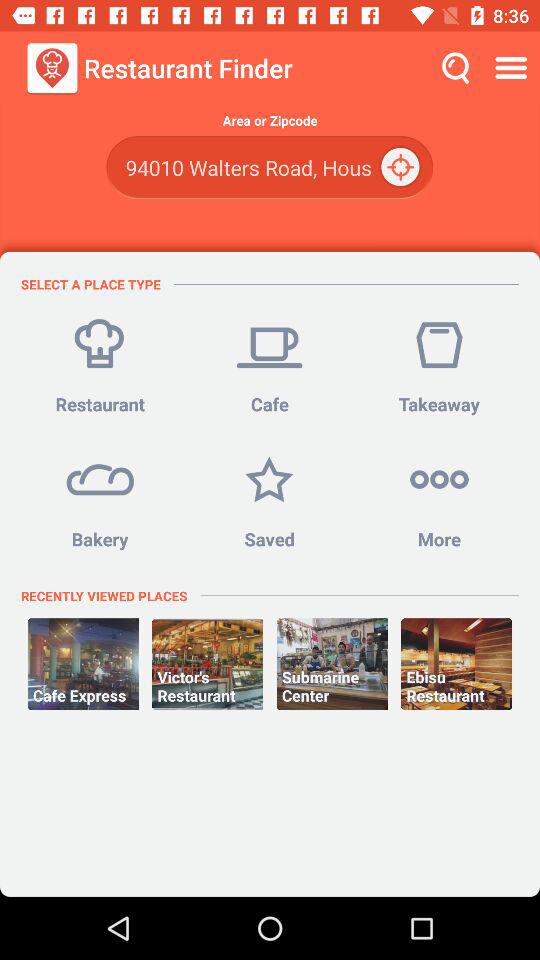 8:36
Restaurant Finder
Area or Zipcode
94010 Walters Road, Hous
SELECT A PLACE TYPE
Restaurant Cafe Takeaway
Bakery Saved More
RECENTLY VIEWED PLACES
Cafe Express
Victor's
Restaurant
Submarine
Center
Ebisu
Restaurant